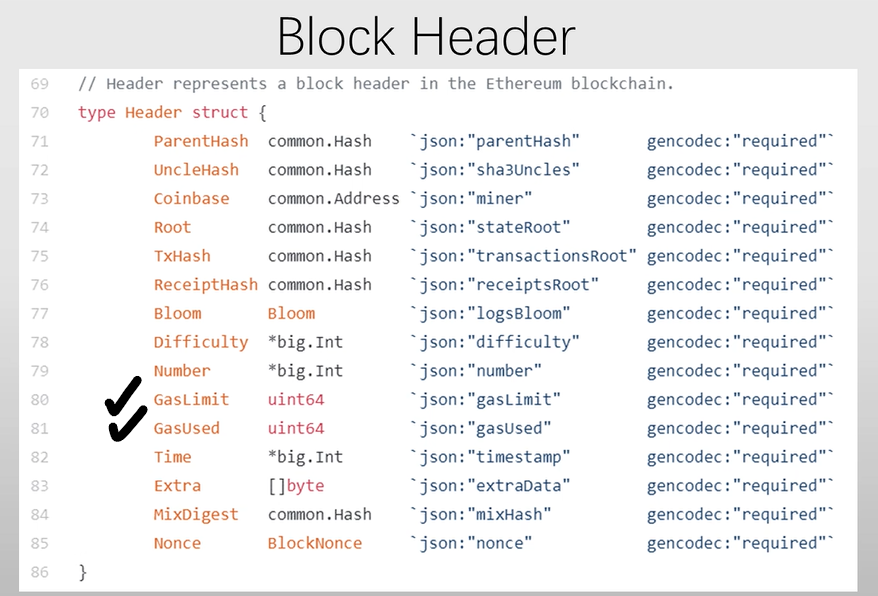 Block Header
69 // Header represents a block header in the Ethereum blockchain.
70 type Header struct {
71 ParentHash common.Hash `json:"parentHash" gencodec:"required"`
72 UncleHash common.Hash `json:"sha3Uncles" gencodec:"required"`
73 Coinbase common.Address `json:"miner" gencodec:"required"`
74 Root common.Hash `json:"stateRoot" gencodec:"required"`
75 TxHash common.Hash `json:"transactionsRoot" gencodec:"required"`
76 ReceiptHash common.Hash `json:"receiptsRoot" gencodec:"required"`
77 Bloom Bloom `json:"logsBloom" gencodec:"required"`
78 Difficulty *big.Int `json:"difficulty" gencodec:"required"`
79 Number *big.Int `json:"number" gencodec:"required"`
80 GasLimit uint64 `json:"gasLimit" gencodec:"required"`
81 GasUsed uint64 `json:"gasUsed" gencodec:"required"`
82 Time *big.Int `json:"timestamp" gencodec:"required"`
83 Extra []byte `json:"extraData" gencodec:"required"`
84 MixDigest common.Hash `json:"mixHash" gencodec:"required"`
85 Nonce BlockNonce `json:"nonce" gencodec:"required"`
86 }